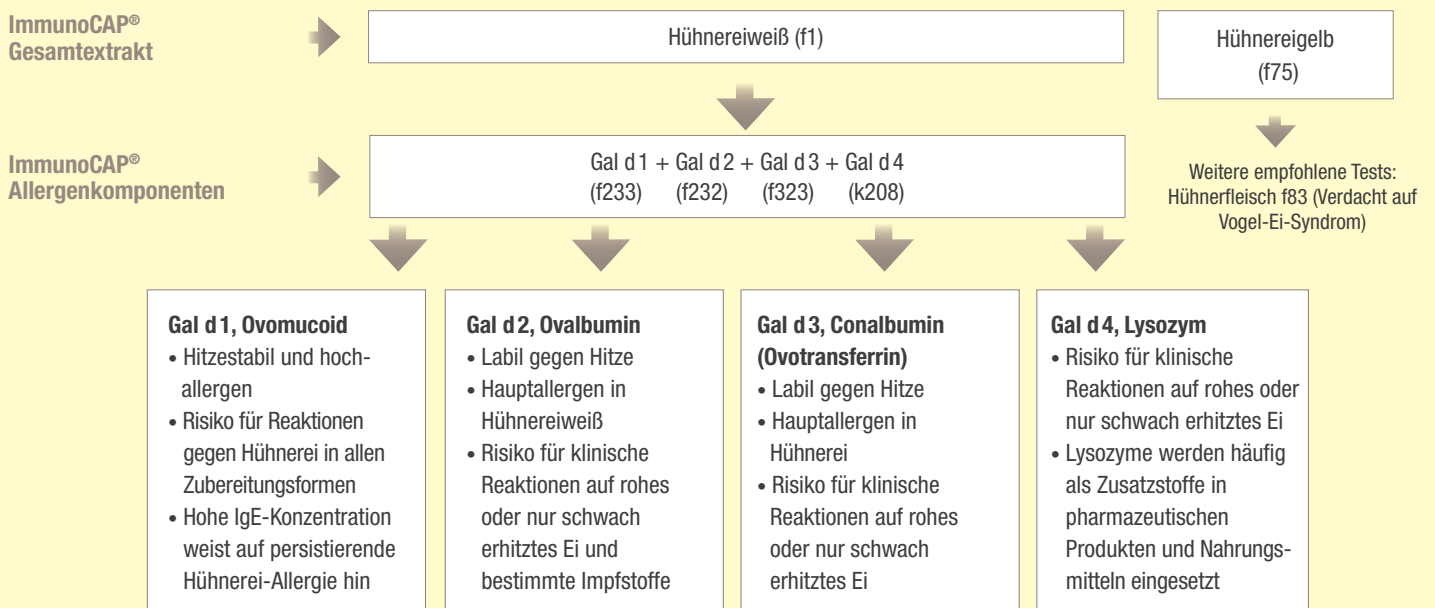 ImmunoCAP®
Gesamtextrakt
Hühnereiweiß (f1)
Hühnereigelb
(f75)
ImmunoCAP®
Allergenkomponenten
Gal d 1 + Gal d 2 + Gal d 3 + Gal d 4
(f233) (f232) (f323) (k208)
Weitere empfohlene Tests:
Hühnerfleisch f83 (Verdacht auf
Vogel-Ei-Syndrom)
Gal d 1, Ovomucoid
• Hitzestabil und hoch-
allergen
• Risiko für Reaktionen
gegen Hühnerei in allen
Zubereitungsformen
• Hohe IgE-Konzentration
weist auf persistierende
Hühnerei-Allergie hin
Gal d 2, Ovalbumin
• Labil gegen Hitze
• Hauptallergen in
Hühnereiweiß
• Risiko für klinische
Reaktionen auf rohes
oder nur schwach
erhitztes Ei und
bestimmte Impfstoffe
Gal d 3, Conalbumin
(Ovotransferrin)
• Labil gegen Hitze
• Hauptallergen in
Hühnerei
• Risiko für klinische
Reaktionen auf rohes
oder nur schwach
erhitztes Ei
Gal d 4, Lysozym
• Risiko für klinische
Reaktionen auf rohes oder
nur schwach erhitztes Ei
• Lysozyme werden häufig
als Zusatzstoffe in
pharmazeutischen
Produkten und Nahrungs-
mitteln eingesetzt